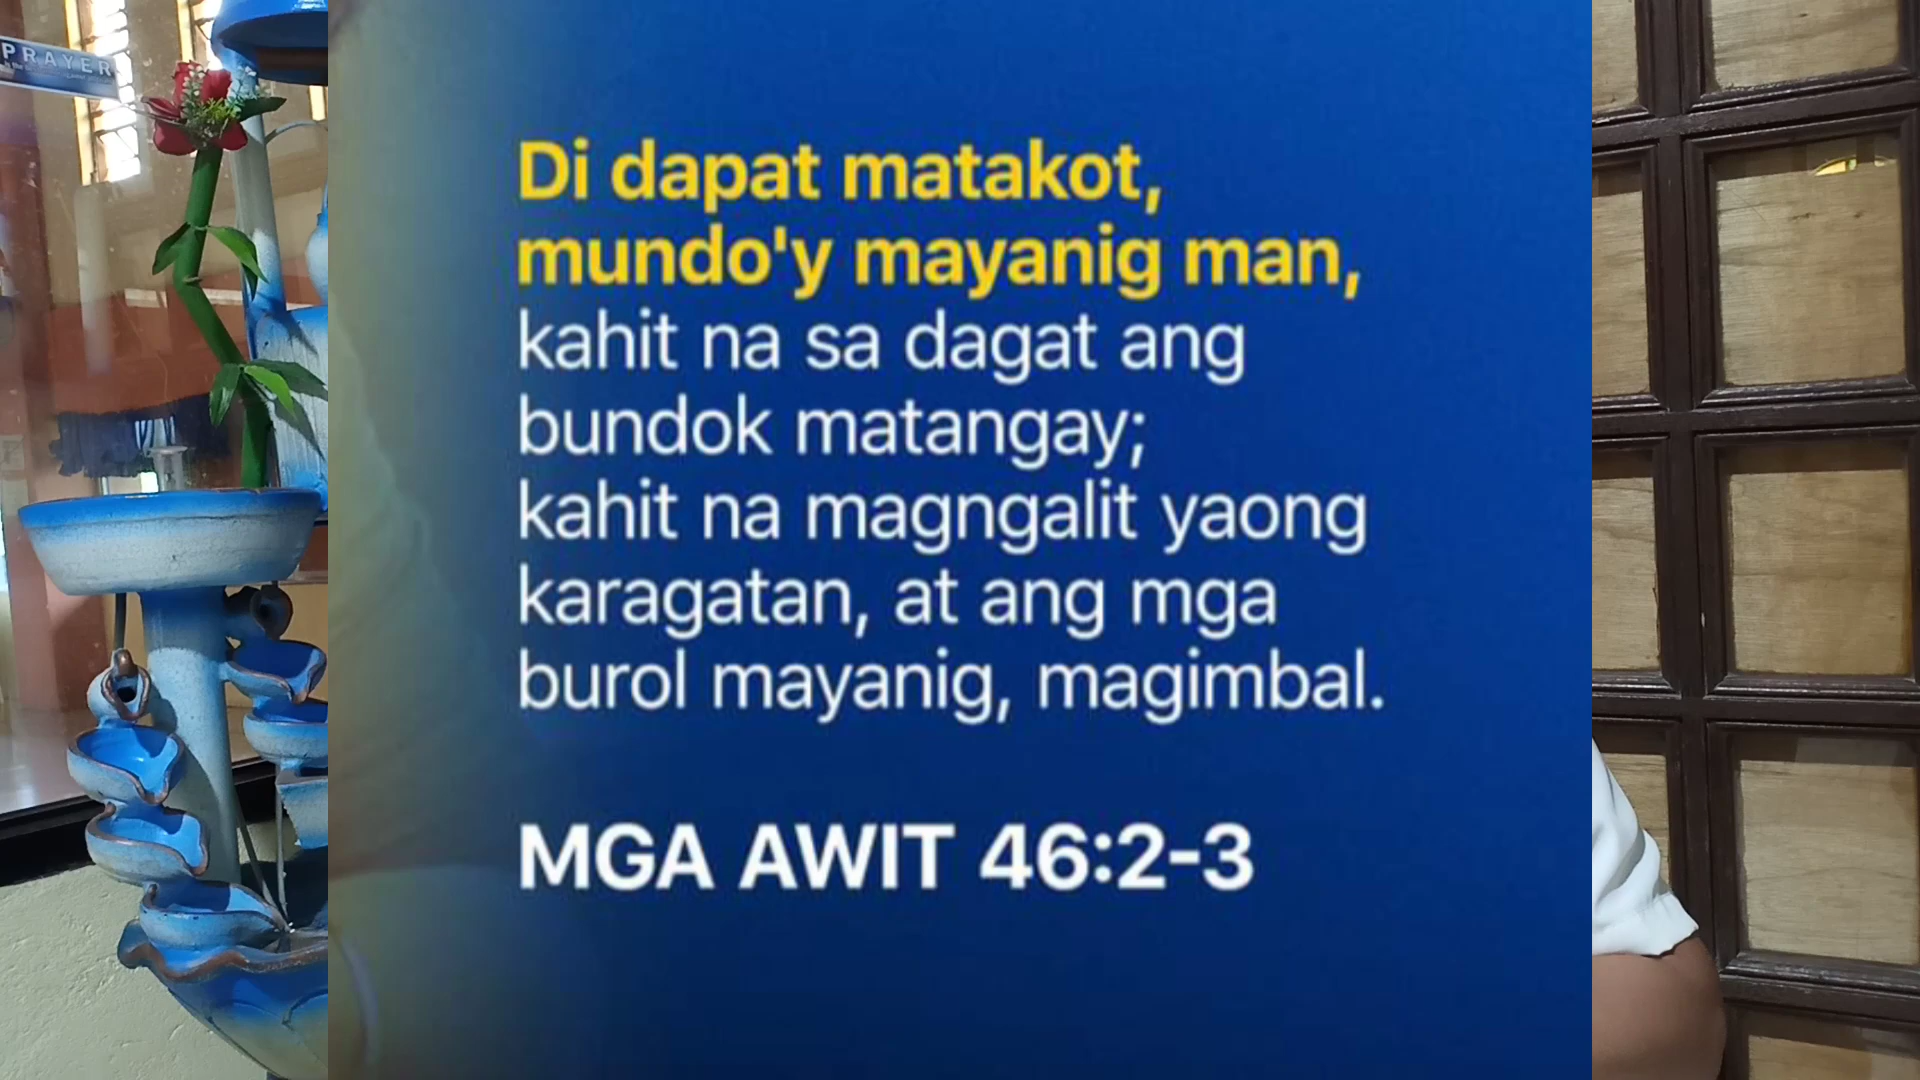 PRAYER
Di dapat matakot,
mundo'y mayanig man,
kahit na sa dagat ang
bundok matangay;
kahit na magngalit yaong
karagatan, at ang mga
burol mayanig, magimbal.
MGA AWIT 46:2-3